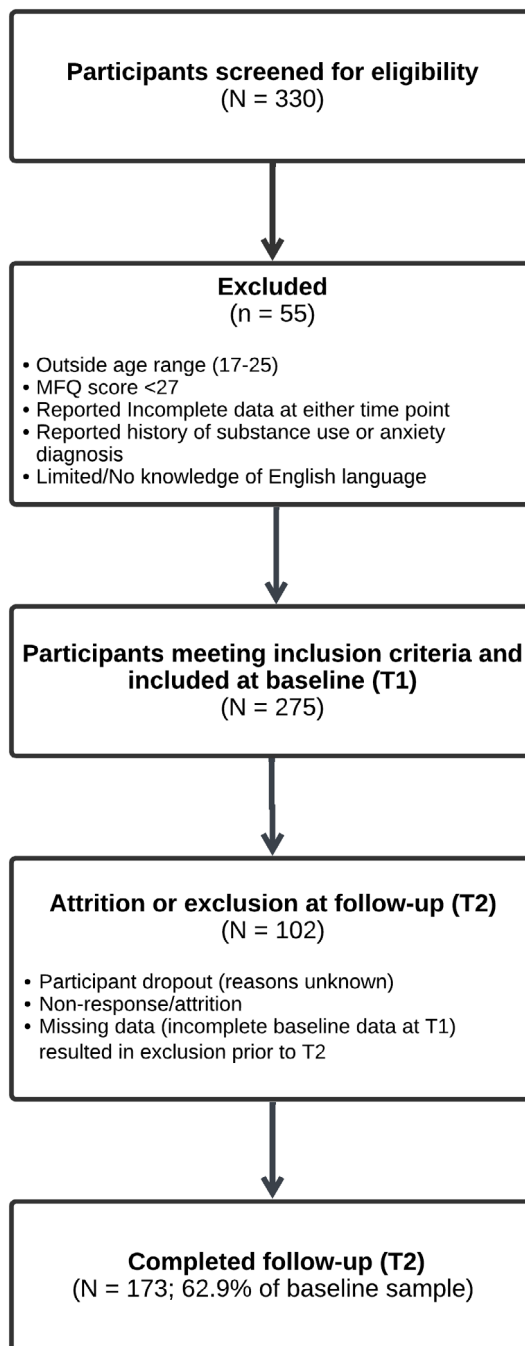 Participants screened for eligibility
(N = 330)
Excluded
(n = 55)
• Outside age range (17-25)
• MFQ score <27
• Reported Incomplete data at either time point
• Reported history of substance use or anxiety
diagnosis
• Limited/No knowledge of English language
Participants meeting inclusion criteria and
included at baseline (T1)
(N = 275)
Attrition or exclusion at follow-up (T2)
(N = 102)
• Participant dropout (reasons unknown)
• Non-response/attrition
• Missing data (incomplete baseline data at T1)
resulted in exclusion prior to T2
Completed follow-up (T2)
(N = 173; 62.9% of baseline sample)